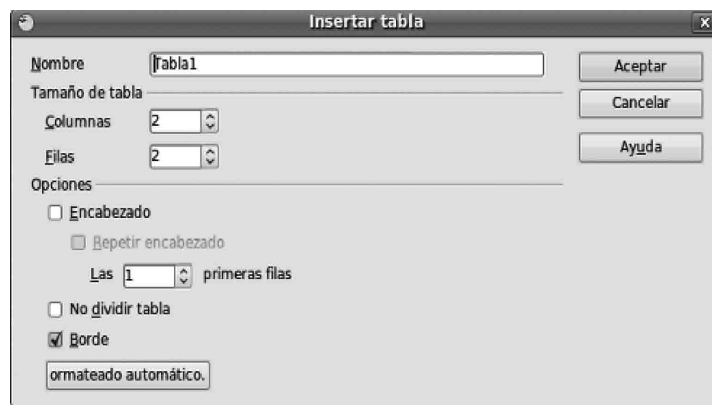 Insertar tabla
Nombre Tabla1
Aceptar
Tamaño de tabla
Cancelar
Columnas 2
Filas 2
Ayuda
Opciones
Encabezado
Repetir encabezado
Las 1 primeras filas
No dividir tabla
Borde
ormateado automático.